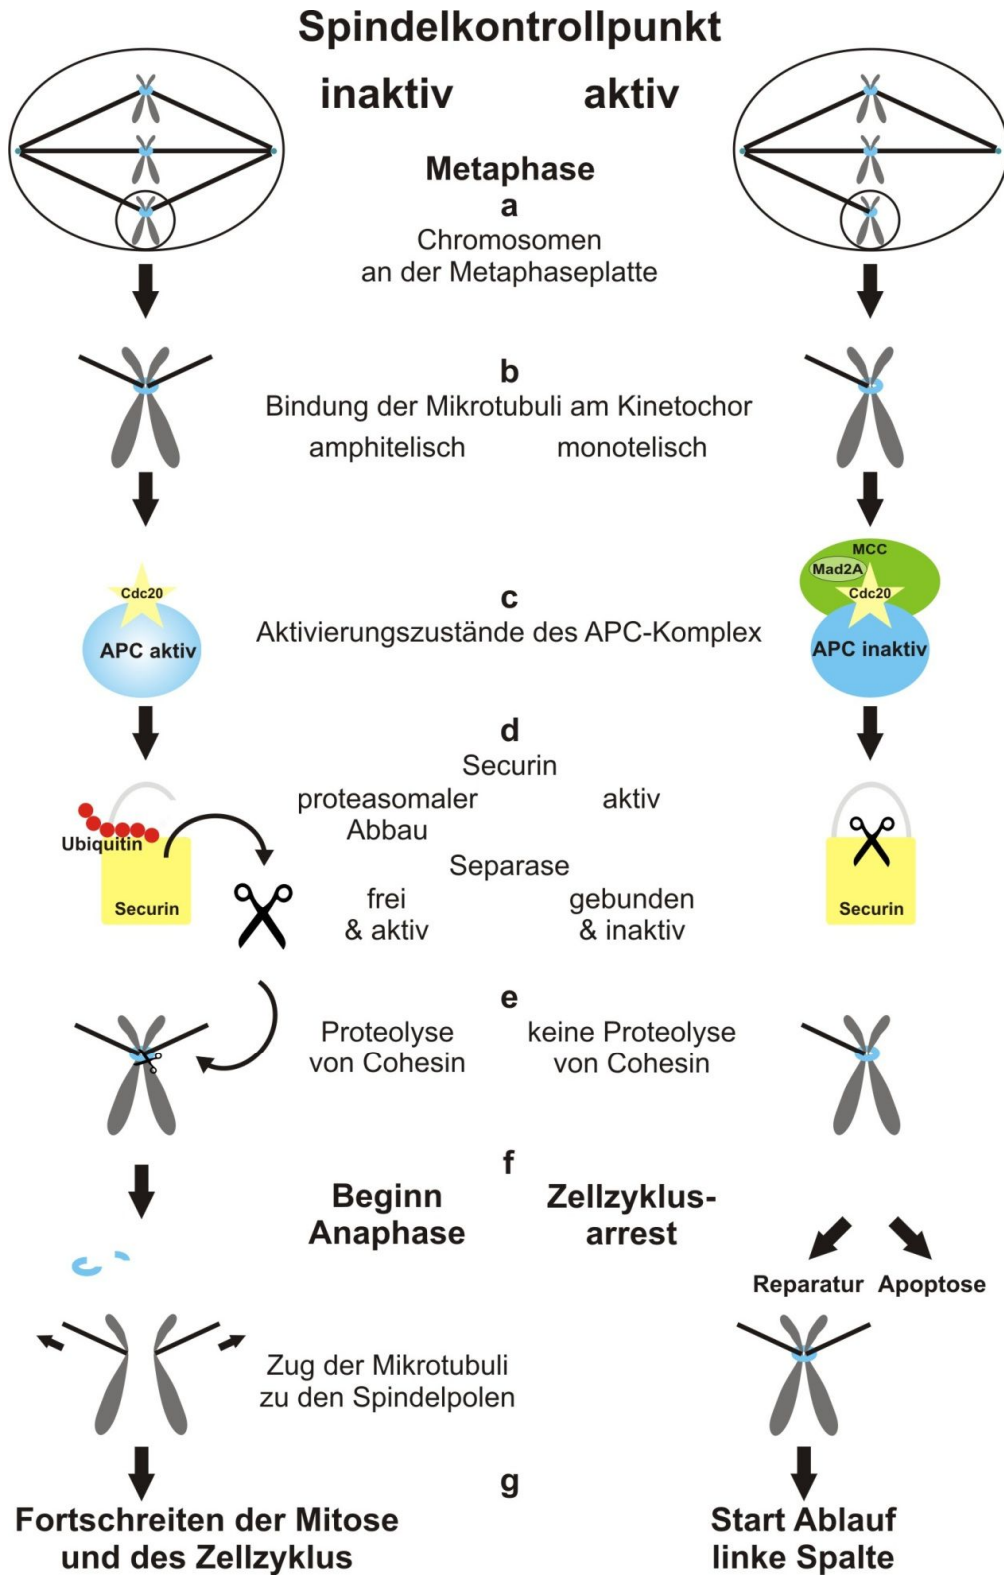 Spindelkontrollpunkt
inaktiv aktiv
Metaphase
a
Chromosomen
an der Metaphaseplatte
b
Bindung der Mikrotubuli am Kinetochor
amphitelisch monotelisch
MCC
Mad2A
Cdc20
Cdc20
c
Aktivierungszustände des APC-Komplex
APC aktiv
APC inaktiv
d
Securin
proteasomaler aktiv
Abbau
Ubiquitin
Separase
frei gebunden
& aktiv & inaktiv
Securin
Securin
e
Proteolyse keine Proteolyse
von Cohesin von Cohesin
f
Beginn Zellzyklus-
Anaphase arrest
Reparatur Apoptose
Zug der Mikrotubuli
zu den Spindelpolen
g
Fortschreiten der Mitose
und des Zellzyklus
Start Ablauf
linke Spalte